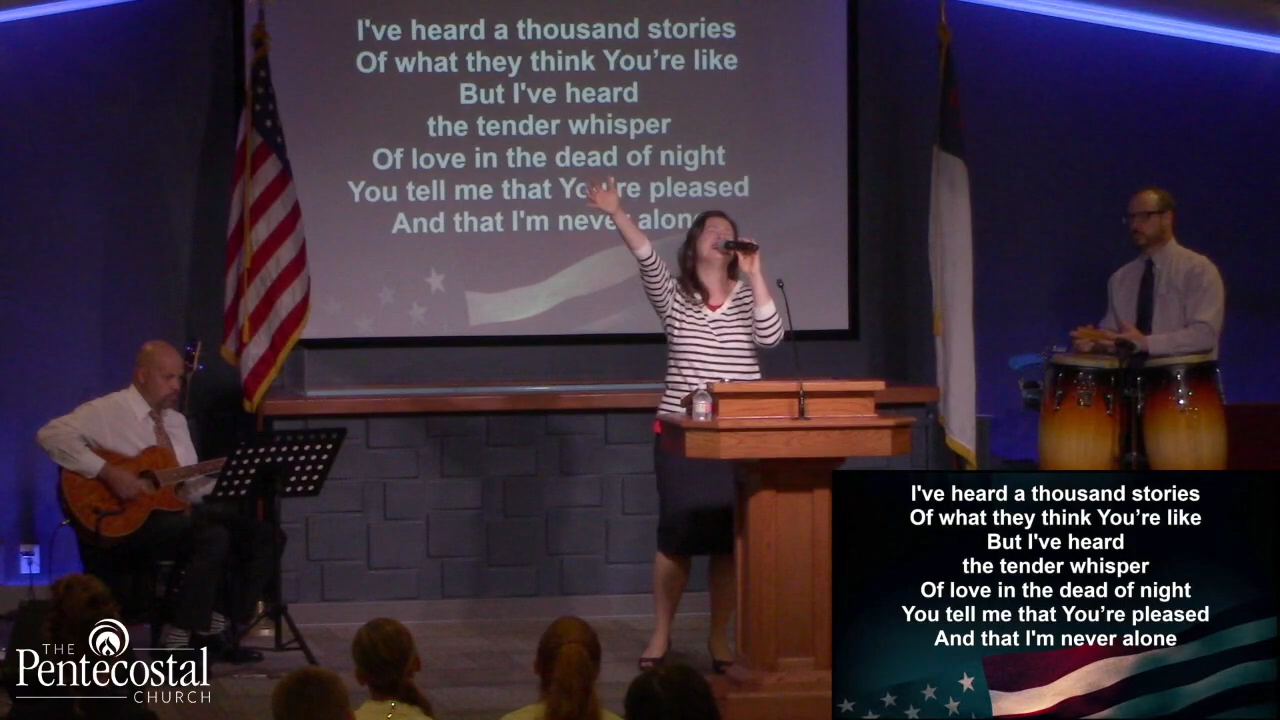 I've heard a thousand stories
Of what they think You're like
But I've heard
the tender whisper
Of love in the dead of night
You tell me that You're pleased
And that I'm never alone
I've heard a thousand stories
Of what they think You're like
But I've heard
the tender whisper
Of love in the dead of night
You tell me that You're pleased
And that I'm never alone
THE
Pentecostal
CHURCH